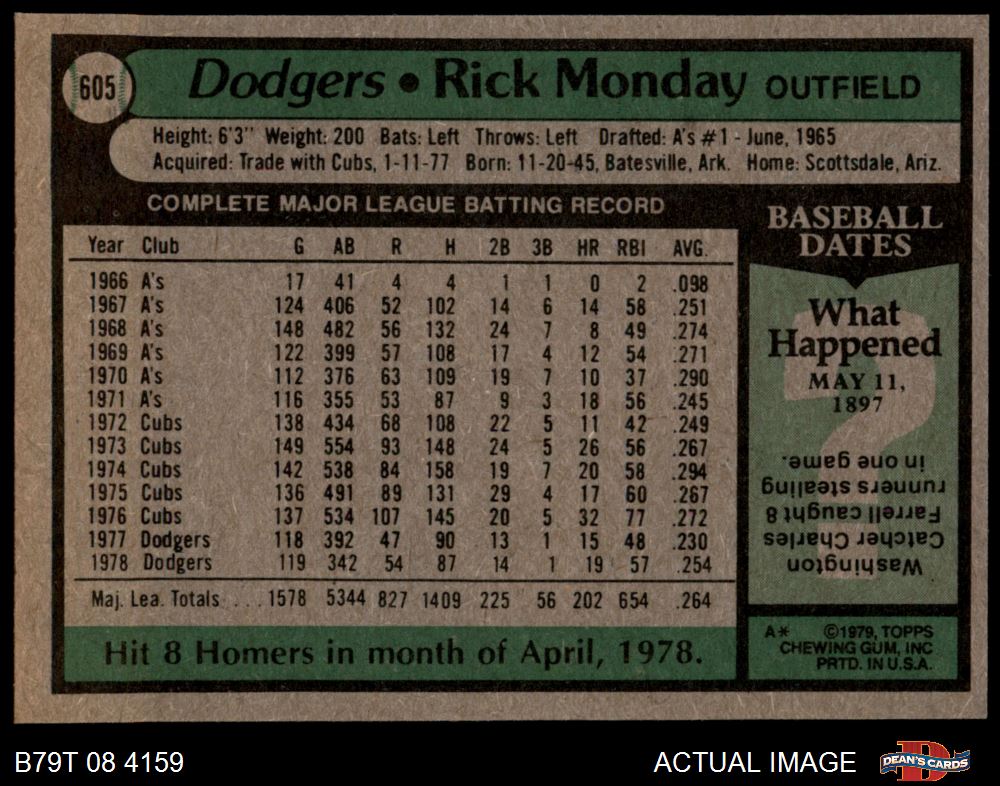 605
Dodgers • Rick Monday OUTFIELD
Height: 6'3" Weight: 200 Bats: Left Throws: Left Drafted: A's #1 - June, 1965
Acquired: Trade with Cubs, 1-11-77 Born: 11-20-45, Batesville, Ark. Home: Scottsdale, Ariz.
COMPLETE MAJOR LEAGUE BATTING RECORD
Year Club G AB R H 2B 3B HR RBI AVG.
1966 A's 17 41 4 4 1 1 0 2 .098
1967 A's 124 406 52 102 14 6 14 58 .251
1968 A's 148 482 56 132 24 7 8 49 .274
1969 A's 122 399 57 108 17 4 12 54 .271
1970 A's 112 376 63 109 19 7 10 37 .290
1971 A's 116 355 53 87 9 3 18 56 .245
1972 Cubs 138 434 68 108 22 5 11 42 .249
1973 Cubs 149 554 93 148 24 5 26 56 .267
1974 Cubs 142 538 84 158 19 7 20 58 .294
1975 Cubs 136 491 89 131 29 4 17 60 .267
1976 Cubs 137 534 107 145 20 5 32 77 .272
1977 Dodgers 118 392 47 90 13 1 15 48 .230
1978 Dodgers 119 342 54 87 14 1 19 57 .254
Maj. Lea. Totals ... 1578 5344 827 1409 225 56 202 654 .264
Hit 8 Homers in month of April, 1978.
BASEBALL
DATES
What
Happened
MAY 11,
1897
Washington
Catcher Charles
Farrell caught 8
runners stealing
in one game.
A* ©1979, TOPPS
CHEWING GUM, INC
PRTD. IN U.S.A.
B79T 08 4159
ACTUAL IMAGE
D
DEAN'S CARDS